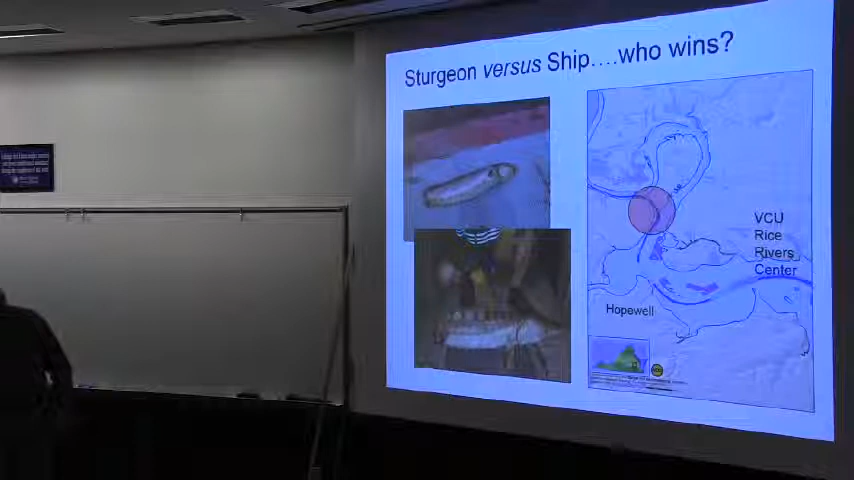 Sturgeon versus Ship....who wins?
VCU
Rice
Rivers
Center
Hopewell